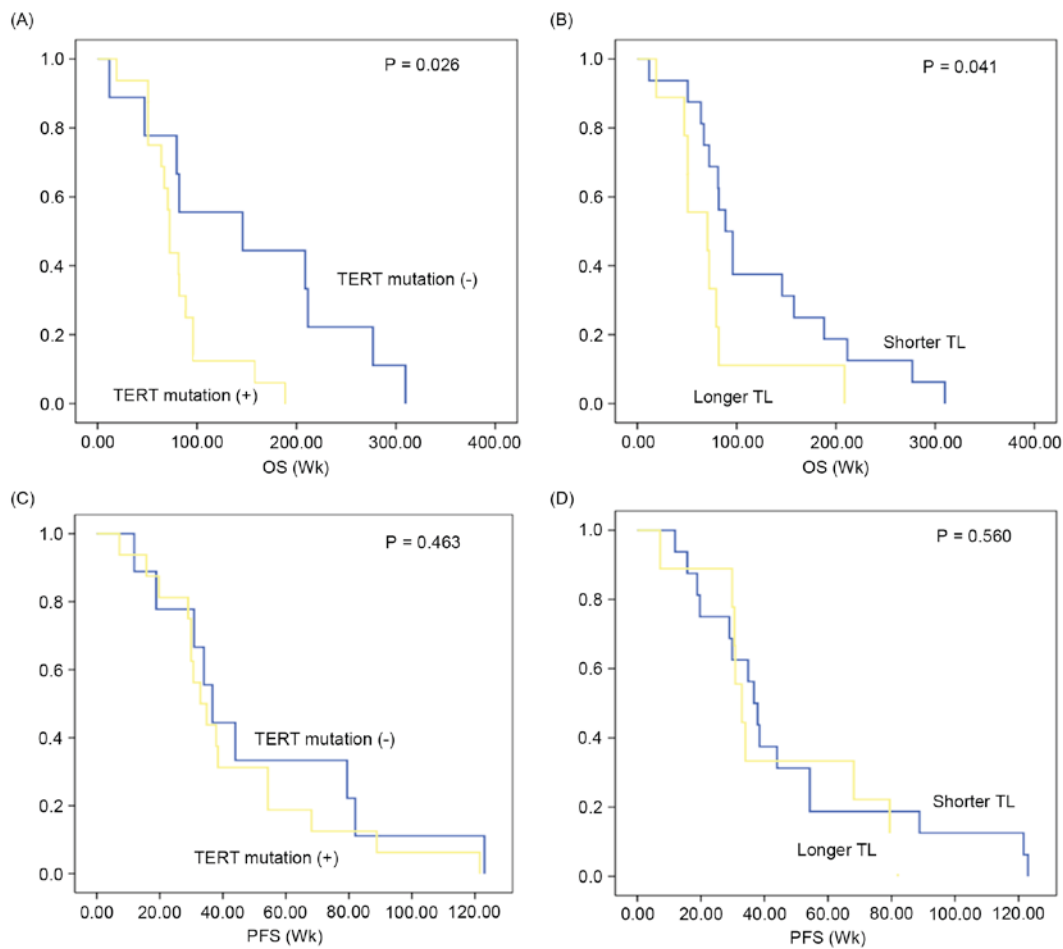 (A)
(B)
1.0
0.8
0.6
0.4
0.2
0.0
P = 0.026
TERT mutation (-)
TERT mutation (+)
0.00 100.00 200.00 300.00 400.00
OS (Wk)
1.0
0.8
0.6
0.4
0.2
0.0
P = 0.041
Shorter TL
Longer TL
0.00 100.00 200.00 300.00 400.00
OS (Wk)
(C)
(D)
1.0
0.8
0.6
0.4
0.2
0.0
P = 0.463
TERT mutation (-)
TERT mutation (+)
0.00 20.00 40.00 60.00 80.00 100.00 120.00
PFS (Wk)
1.0
0.8
0.6
0.4
0.2
0.0
P = 0.560
Shorter TL
Longer TL
0.00 20.00 40.00 60.00 80.00 100.00 120.00
PFS (Wk)